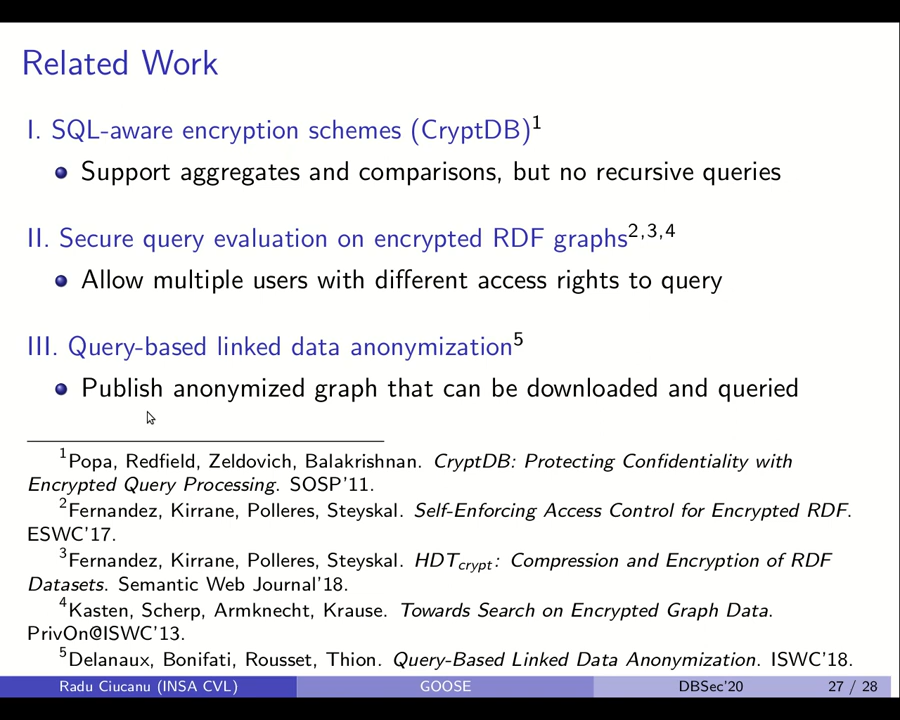 Related Work
I. SQL-aware encryption schemes (CryptDB)1
Support aggregates and comparisons, but no recursive queries
II. Secure query evaluation on encrypted RDF graphs2,3,4
Allow multiple users with different access rights to query
III. Query-based linked data anonymization5
Publish anonymized graph that can be downloaded and queried
1Popa, Redfield, Zeldovich, Balakrishnan. CryptDB: Protecting Confidentiality with
Encrypted Query Processing. SOSP'11.
2Fernandez, Kirrane, Polleres, Steyskal. Self-Enforcing Access Control for Encrypted RDF.
ESWC'17.
3Fernandez, Kirrane, Polleres, Steyskal. HDTcrypt: Compression and Encryption of RDF
Datasets. Semantic Web Journal'18.
4Kasten, Scherp, Armknecht, Krause. Towards Search on Encrypted Graph Data.
PrivOn@ISWC'13.
5Delanaux, Bonifati, Rousset, Thion. Query-Based Linked Data Anonymization. ISWC'18.
Radu Ciucanu (INSA CVL) GOOSE DBSec'20 27 / 28